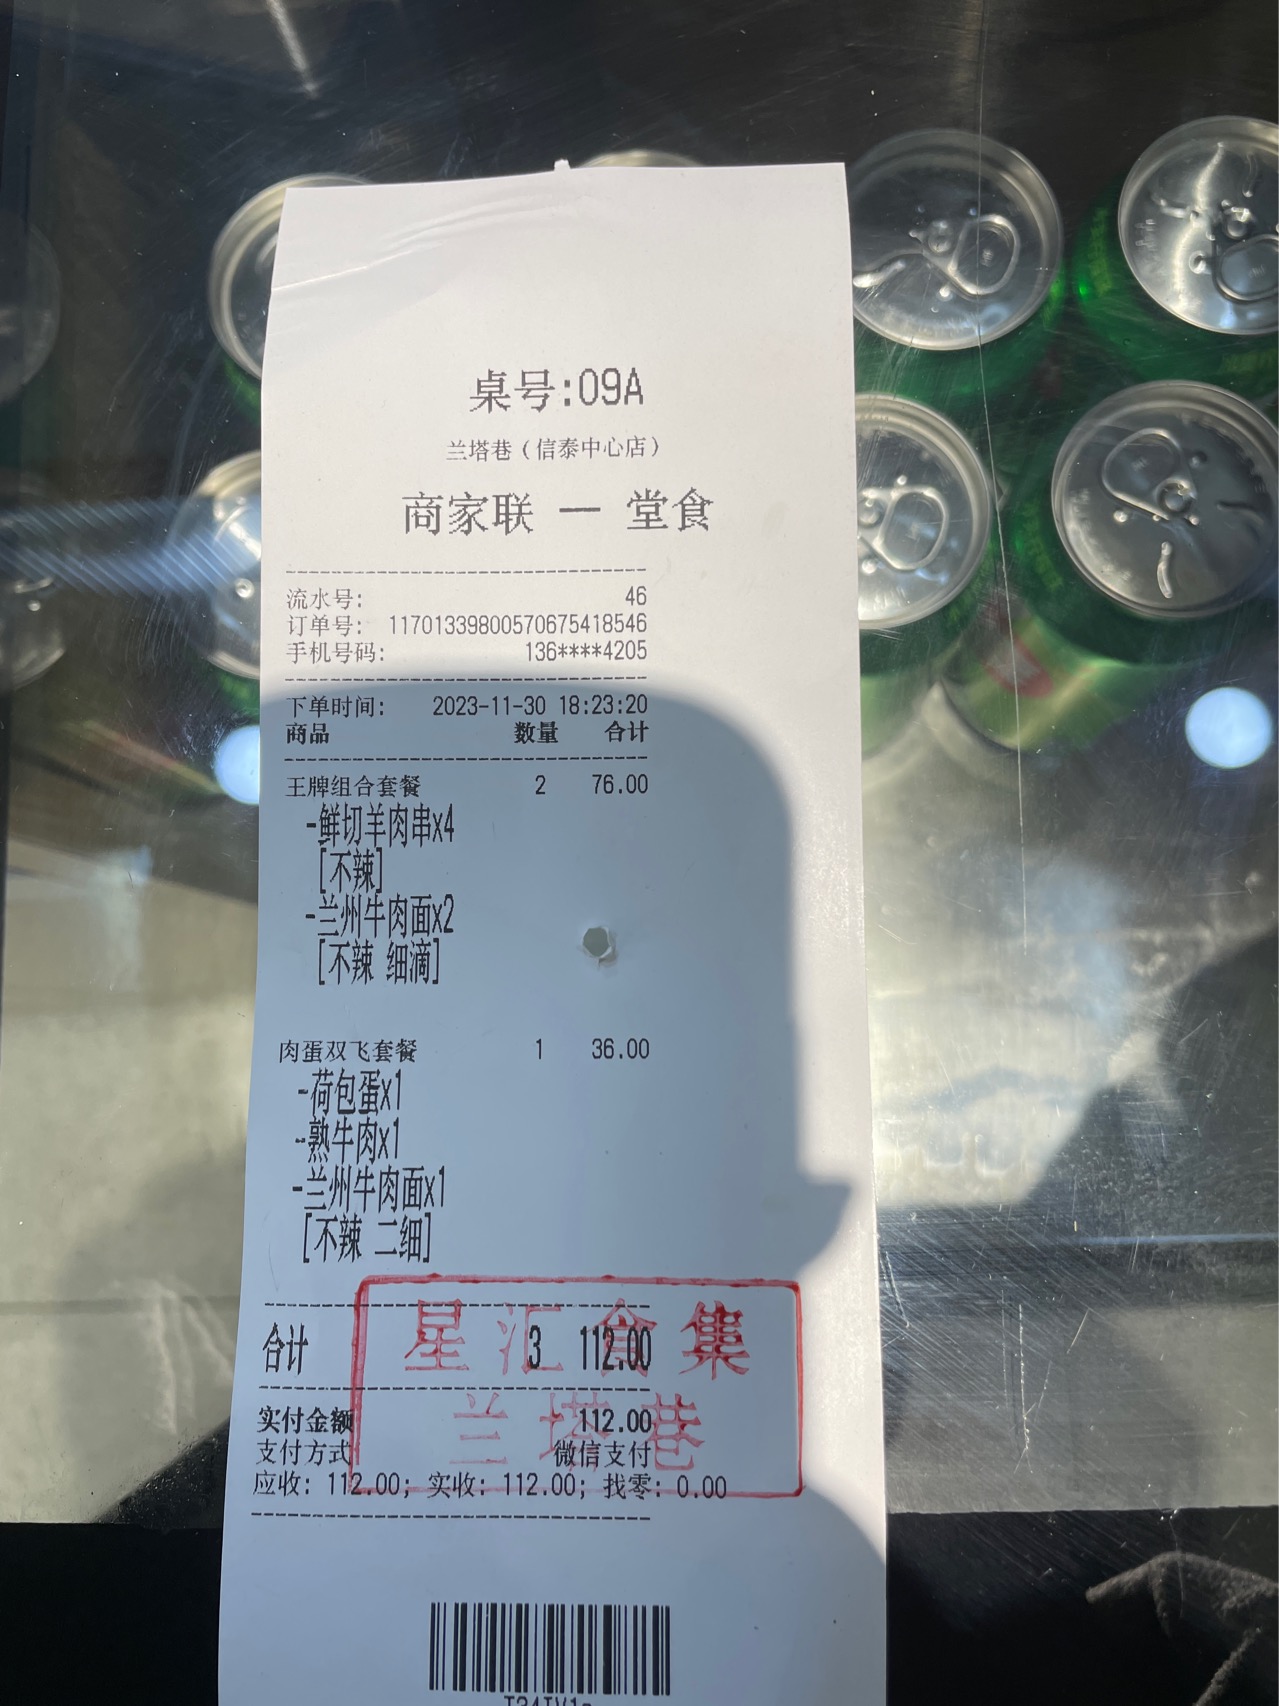 桌号:09A
兰塔巷（信泰中心店）
商家联 — 堂食
流水号: 46
订单号: 117013398005706754​18546
手机号码: 136****4205
下单时间: 2023-11-30 18:23:20
商品 数量 合计
王牌组合套餐 2 76.00
-鲜切羊肉串x4
[不辣]
-兰州牛肉面x2
[不辣 细滴]
肉蛋双飞套餐 1 36.00
-荷包蛋x1
-熟牛肉x1
-兰州牛肉面x1
[不辣 二细]
星汇食集
合计 3 112.00
兰塔巷
实付金额 112.00
支付方式 微信支付
应收: 112.00; 实收: 112.00; 找零: 0.00